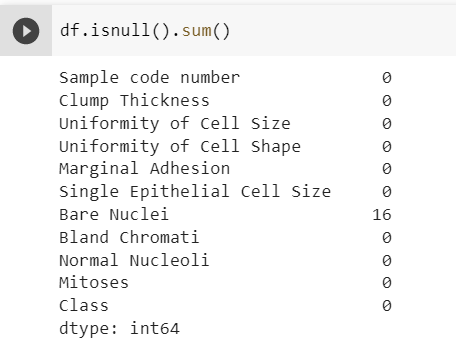 df.isnull().sum()
Sample code number 0
Clump Thickness 0
Uniformity of Cell Size 0
Uniformity of Cell Shape 0
Marginal Adhesion 0
Single Epithelial Cell Size 0
Bare Nuclei 16
Bland Chromati 0
Normal Nucleoli 0
Mitoses 0
Class 0
dtype: int64